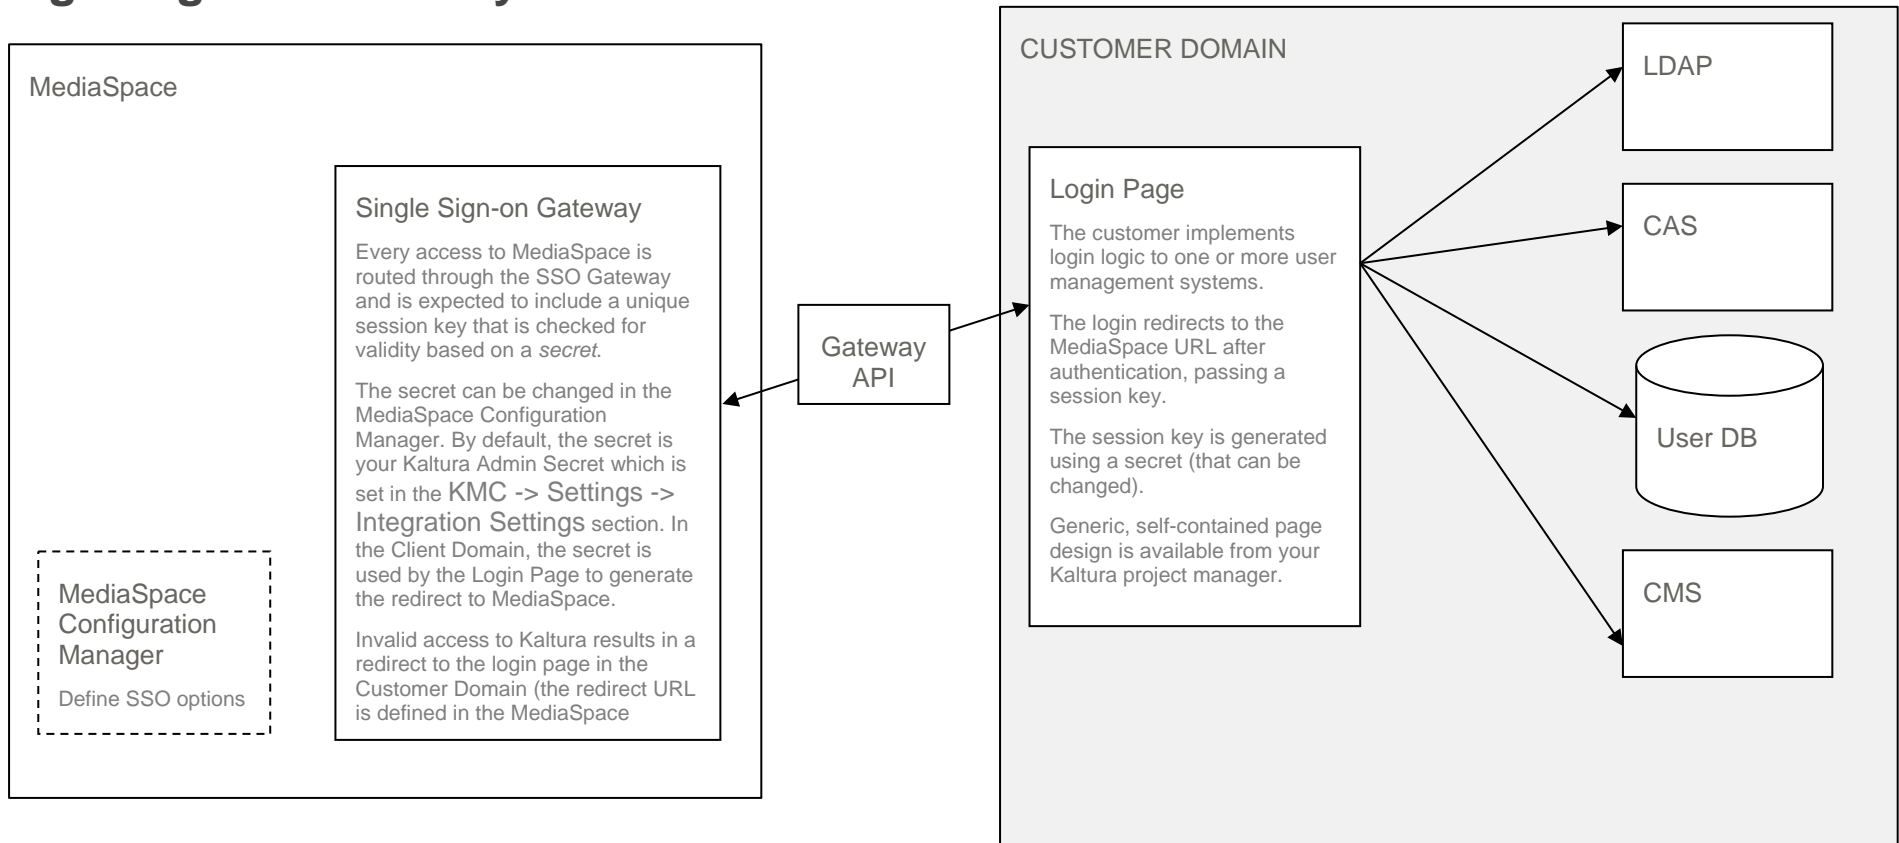 MediaSpace
Single Sign-on Gateway
Every access to MediaSpace is
routed through the SSO Gateway
and is expected to include a unique
session key that is checked for
validity based on a secret.
The secret can be changed in the
MediaSpace Configuration
Manager. By default, the secret is
your Kaltura Admin Secret which is
set in the KMC -> Settings ->
Integration Settings section. In
the Client Domain, the secret is
used by the Login Page to generate
the redirect to MediaSpace.
Invalid access to Kaltura results in a
redirect to the login page in the
Customer Domain (the redirect URL
is defined in the MediaSpace
MediaSpace
Configuration
Manager
Define SSO options
Gateway
API
CUSTOMER DOMAIN
Login Page
The customer implements
login logic to one or more user
management systems.
The login redirects to the
MediaSpace URL after
authentication, passing a
session key.
The session key is generated
using a secret (that can be
changed).
Generic, self-contained page
design is available from your
Kaltura project manager.
LDAP
CAS
User DB
CMS